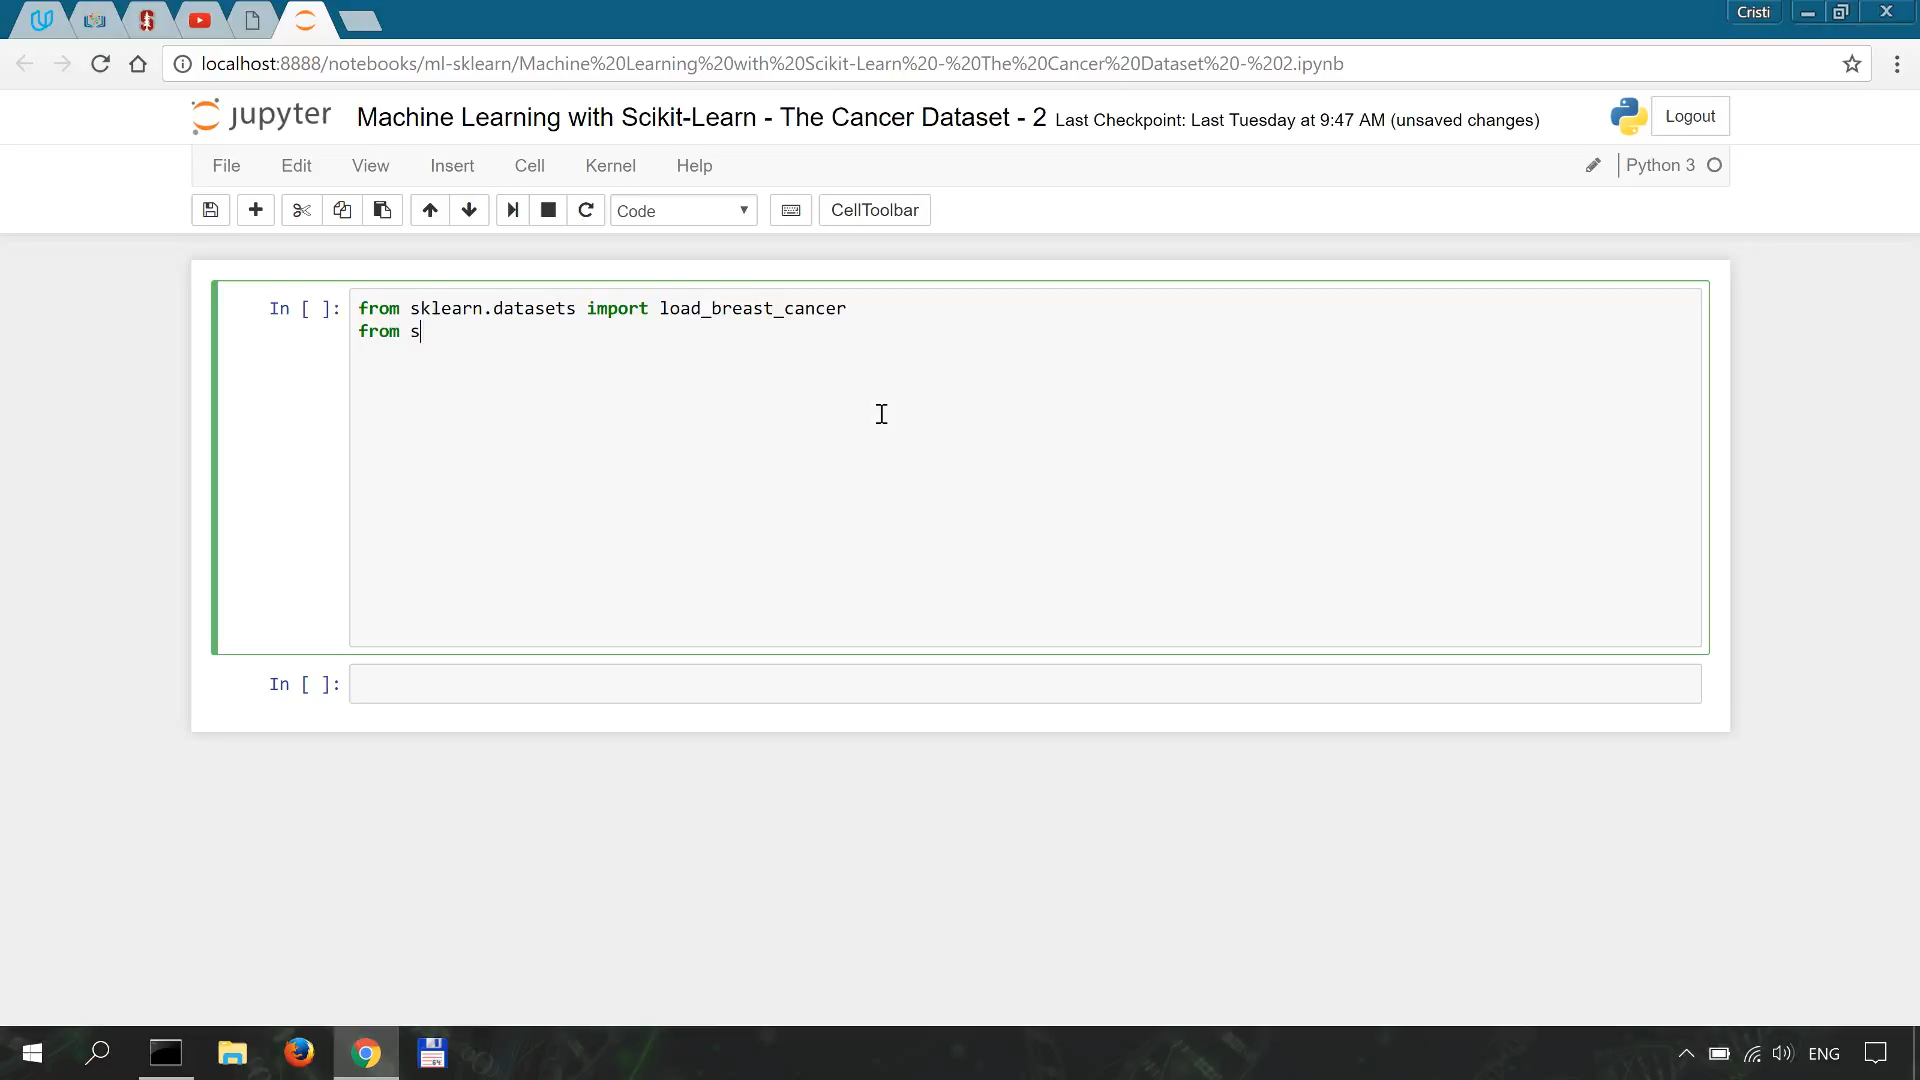 Cristi
localhost:8888/notebooks/ml-sklearn/Machine%20Learning%20with%20Scikit-Learn%20-%20The%20Cancer%20Dataset%20-%202.ipynb
jupyter Machine Learning with Scikit-Learn - The Cancer Dataset - 2 Last Checkpoint: Last Tuesday at 9:47 AM (unsaved changes) Logout
File Edit View Insert Cell Kernel Help Python 3
Code CellToolbar
In [ ]: from sklearn.datasets import load_breast_cancer
from s
In [ ]:
64
ENG